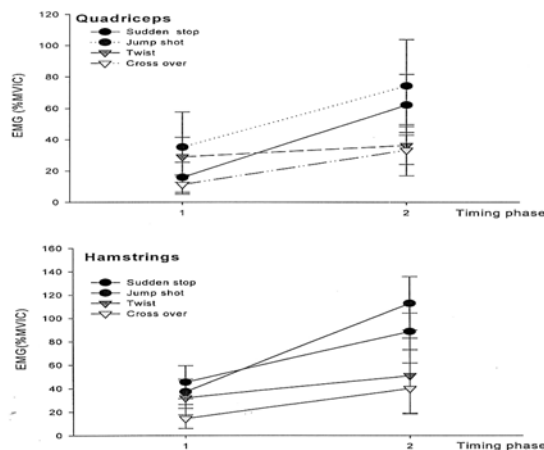 Quadriceps
120
100
80
60
40
20
0
EMG (%MVIC)
Sudden stop
Jump shot
Twist
Cross over
1
2
Timing phase
Hamstrings
160
140
120
100
80
60
40
20
0
EMG(%MVIC)
Sudden stop
Jump shot
Twist
Cross over
1
2
Timing phase